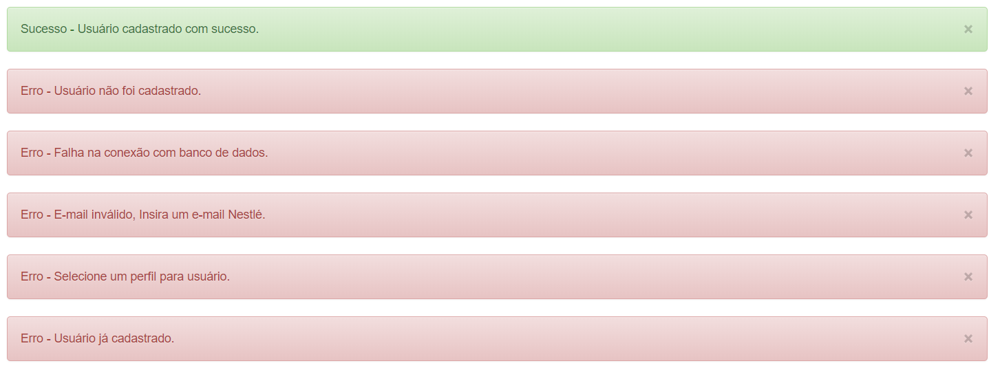 Sucesso - Usuário cadastrado com sucesso.
Erro - Usuário não foi cadastrado.
Erro - Falha na conexão com banco de dados.
Erro - E-mail inválido, Insira um e-mail Nestlé.
Erro - Selecione um perfil para usuário.
Erro - Usuário já cadastrado.